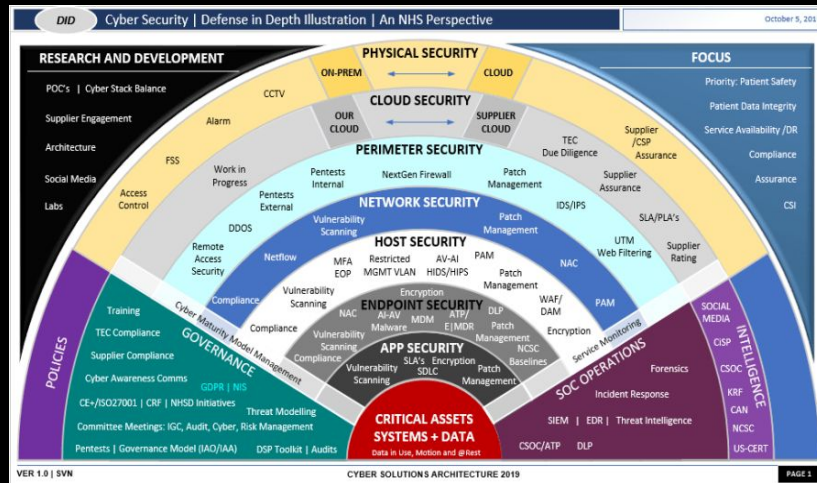 DID
Cyber Security | Defense in Depth Illustration | An NHS Perspective
October 5, 201
RESEARCH AND DEVELOPMENT
POC's | Cyber Stack Balance
Supplier Engagement
Architecture
Social Media
Labs
FOCUS
Priority: Patient Safety
Patient Data Integrity
Service Availability /DR
Compliance
Assurance
CSI
PHYSICAL SECURITY
ON-PREM
CLOUD
CCTV
Alarm
FSS
Access
Control
Supplier
/CSP
Assurance
CLOUD SECURITY
OUR
CLOUD
SUPPLIER
CLOUD
Work in
Progress
TEC
Due Diligence
Supplier
Assurance
SLA/PLA's
Supplier
Rating
PERIMETER SECURITY
Pentests
Internal
NextGen Firewall
Patch
Management
Pentests
External
DDOS
Remote
Access
Security
IDS/IPS
UTM
Web Filtering
NETWORK SECURITY
Vulnerability
Scanning
Patch
Management
Netflow
NAC
Compliance
PAM
HOST SECURITY
MFA
EOP
Restricted
MGMT VLAN
AV-AI
HIDS/HIPS
PAM
Patch
Management
Vulnerability
Scanning
Compliance
WAF/
DAM
Encryption
ENDPOINT SECURITY
Encryption
NAC
AI-AV
Malware
MDM
ATP/
E|MDR
DLP
Patch
Management
Vulnerability
Scanning
Compliance
NCSC
Baselines
APP SECURITY
SLA's
Encryption
SDLC
Vulnerability
Scanning
Patch
Management
CRITICAL ASSETS
SYSTEMS + DATA
Data in Use, Motion and @Rest
Cyber Maturity Model Management
Service Monitoring
POLICIES
GOVERNANCE
Training
TEC Compliance
Supplier Compliance
Cyber Awareness Comms
GDPR | NIS
CE+/ISO27001 | CRF | NHSD Initiatives
Threat Modelling
Committee Meetings: IGC, Audit, Cyber, Risk Management
Pentests | Governance Model (IAO/IAA)
DSP Toolkit | Audits
SOC OPERATIONS
Forensics
Incident Response
SIEM | EDR | Threat Intelligence
CSOC/ATP
DLP
INTELLIGENCE
SOCIAL
MEDIA
CiSP
CSOC
KRF
CAN
NCSC
US-CERT
VER 1.0 | SVN
CYBER SOLUTIONS ARCHITECTURE 2019
PAGE 1